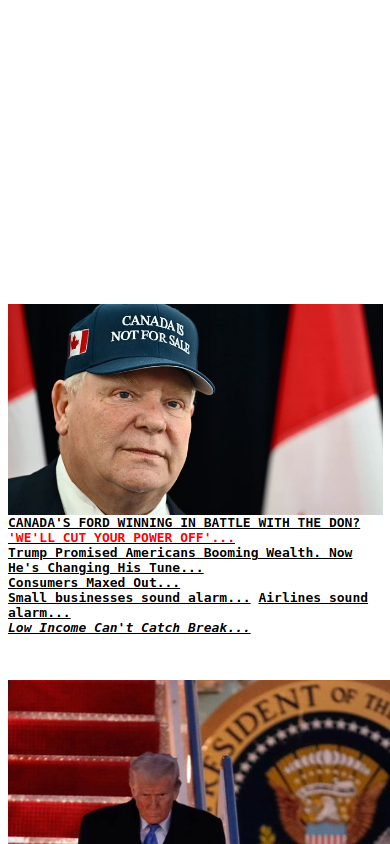 CANADA IS
NOT FOR SALE
CANADA'S FORD WINNING IN BATTLE WITH THE DON?
'WE'LL CUT YOUR POWER OFF'...
Trump Promised Americans Booming Wealth. Now
He's Changing His Tune...
Consumers Maxed Out...
Small businesses sound alarm... Airlines sound
alarm...
Low Income Can't Catch Break...
ESIDENT OF THE